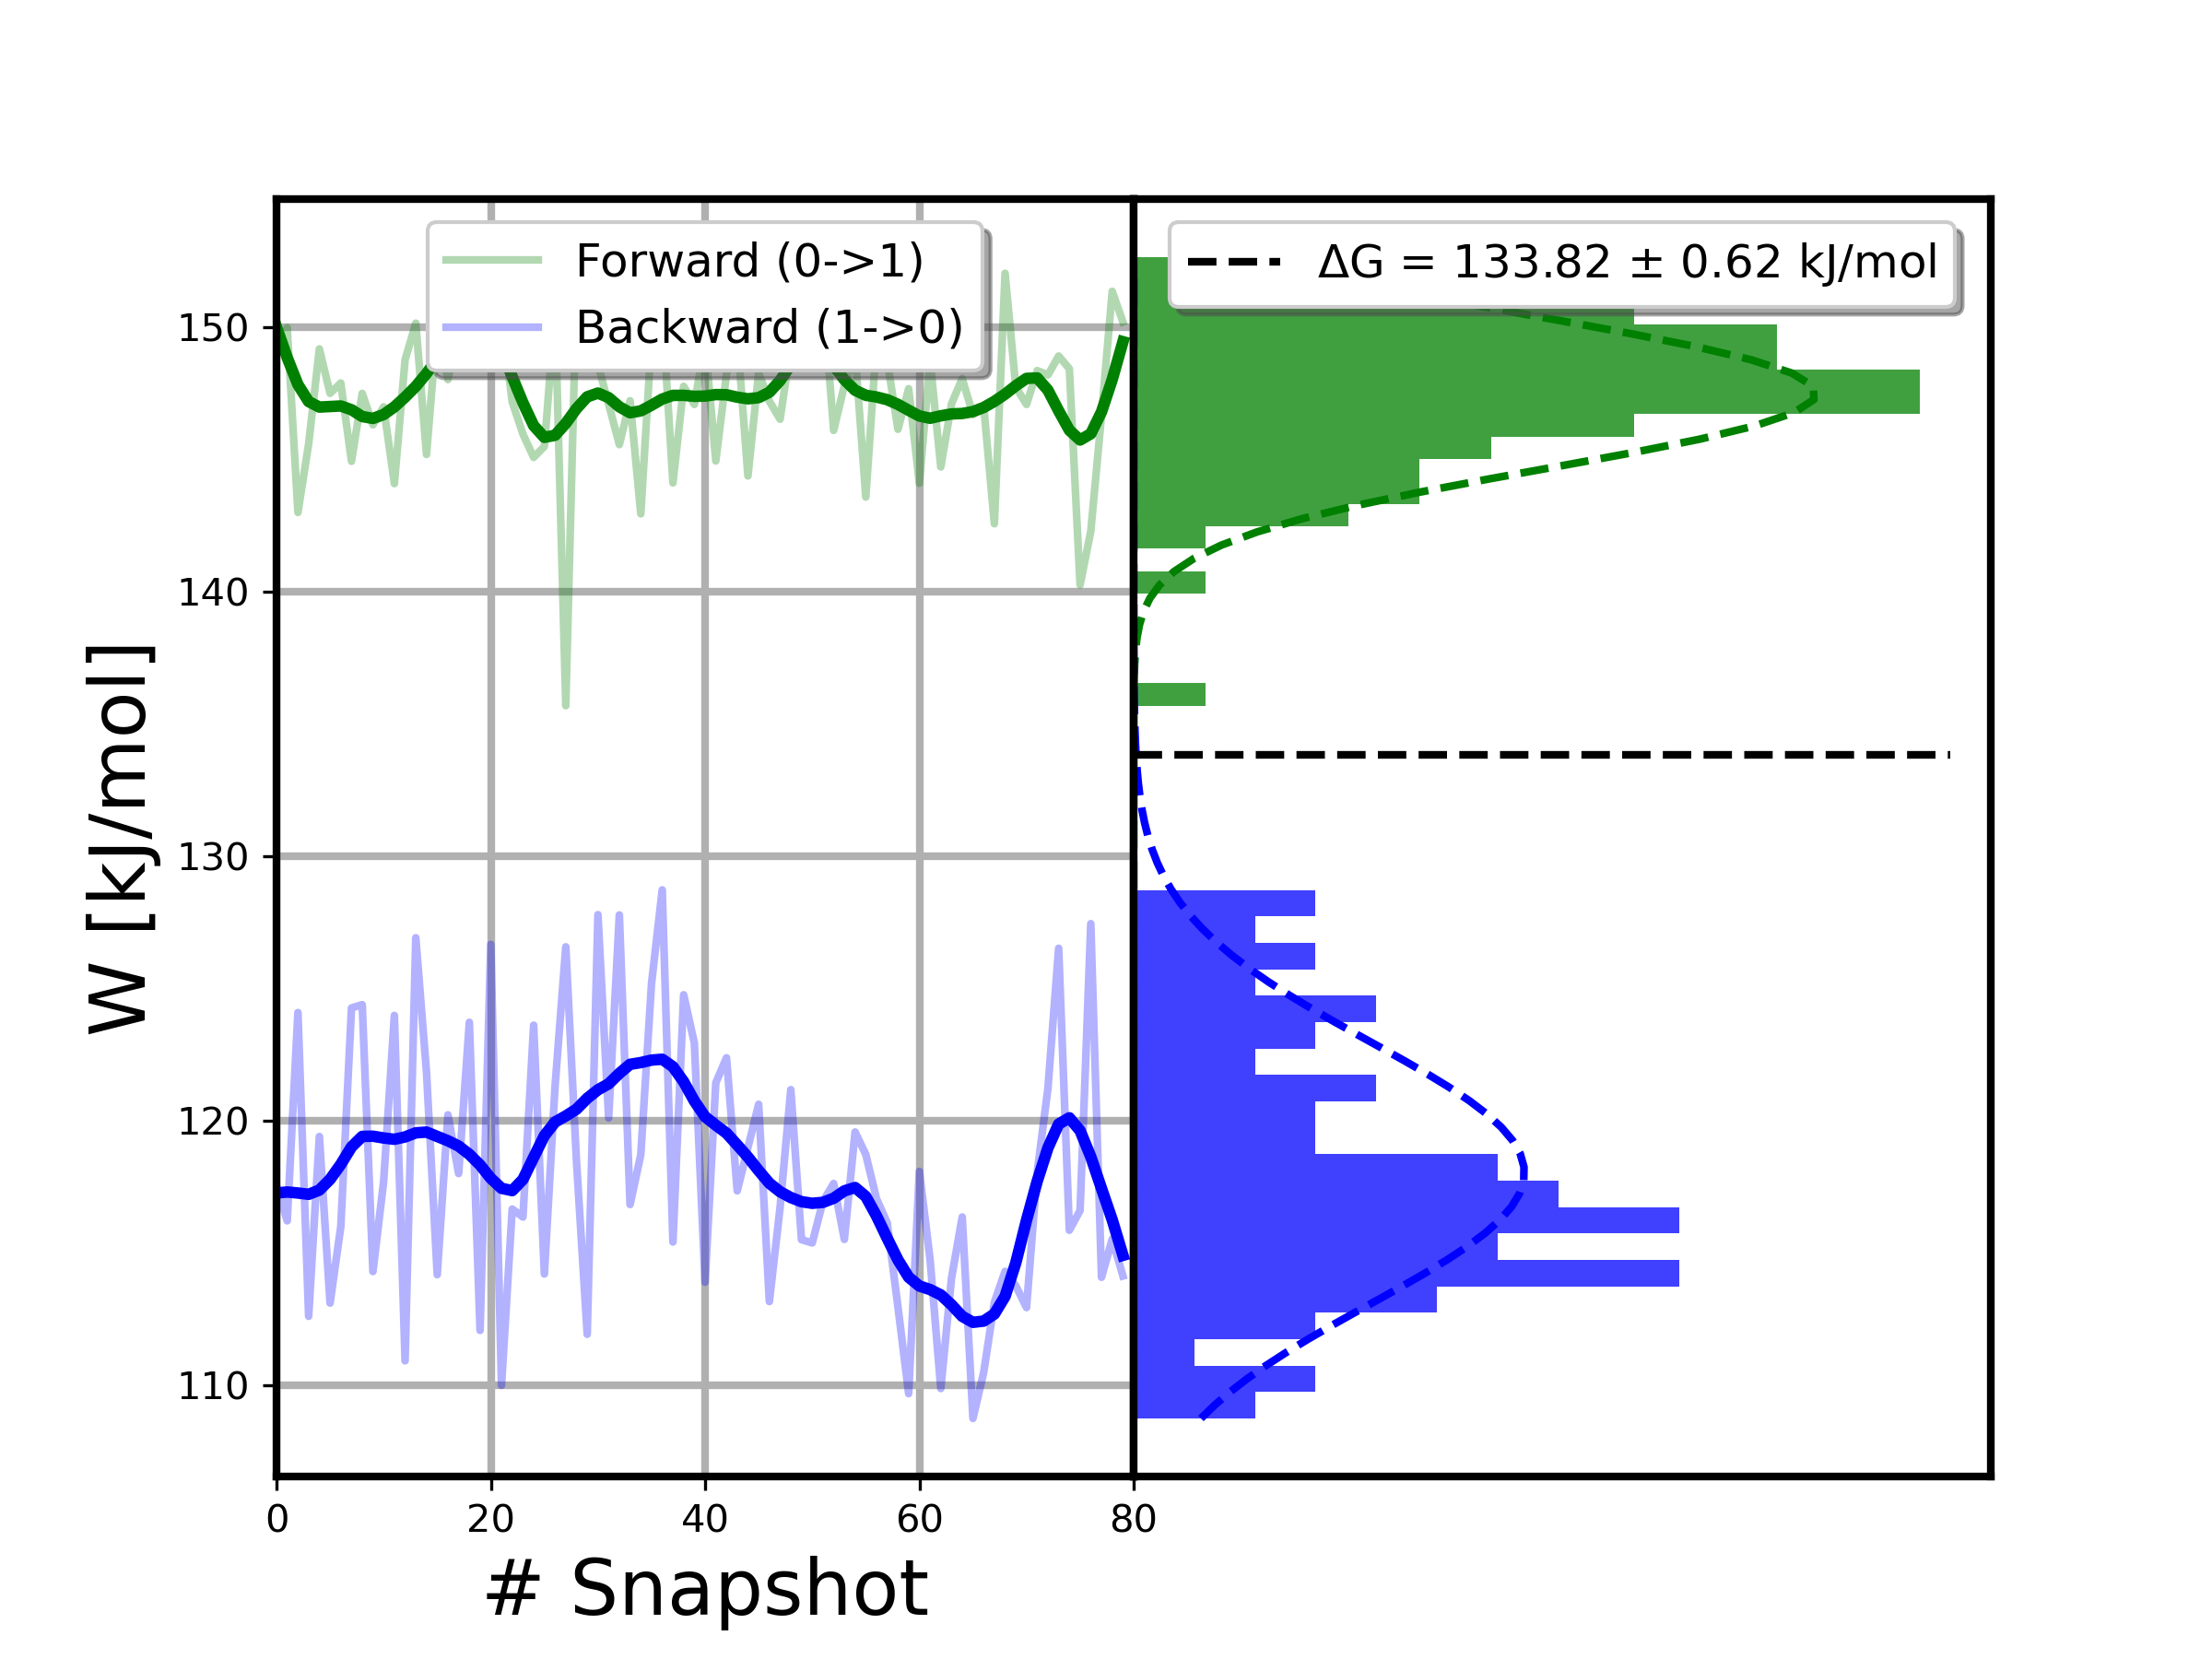 Forward (0->1)
Backward (1->0)
ΔG = 133.82 ± 0.62 kJ/mol
W [kJ/mol]
150
140
130
120
110
0 20 40 60 80
# Snapshot